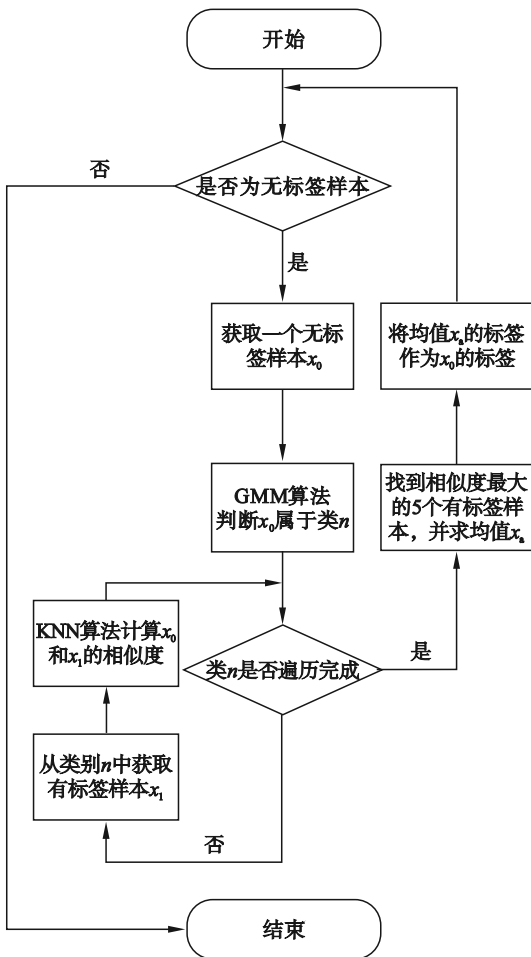 开始
否
是否为无标签样本
是
获取一个无标
签样本x₀
将均值xₐ的标签
作为x₀的标签
GMM算法
判断x₀属于类n
找到相似度最大
的5个有标签样
本，并求均值xₐ
KNN算法计算x₀
和x₁的相似度
类n是否遍历完成
是
从类别n中获取
有标签样本x₁
否
结束